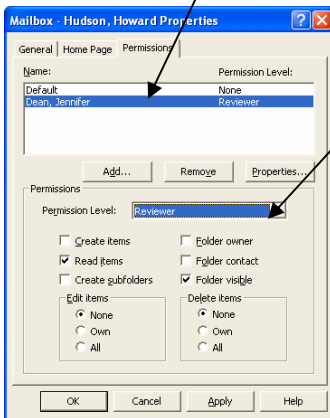 Mailbox - Hudson, Howard Properties
General Home Page Permissions
Name: Permission Level:
Default None
Dean, Jennifer Reviewer
Add... Remove Properties...
Permissions
Permission Level: Reviewer
Create items Folder owner
Read items Folder contact
Create subfolders Folder visible
Edit items Delete items
None None
Own Own
All All
OK Cancel Apply Help